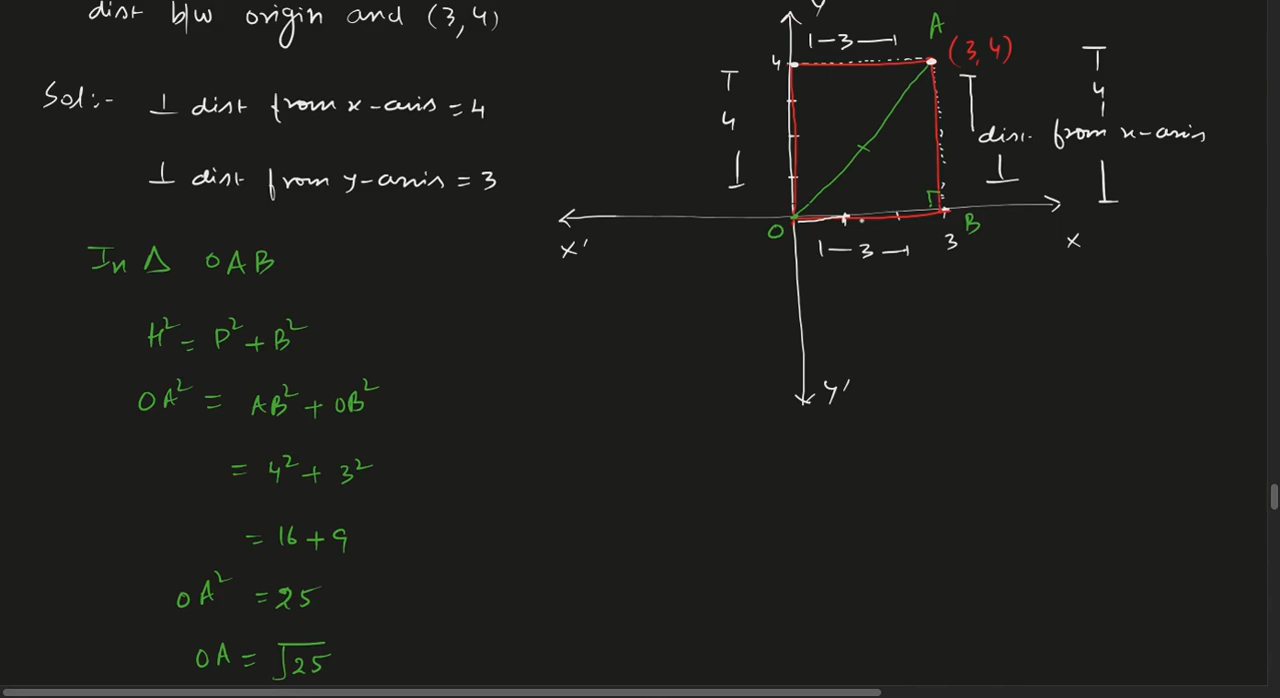 dist b/w origin and (3,4)
Sol:- ⊥ dist from x-axis = 4
⊥ dist from y-axis = 3
In Δ OAB
H² = P² + B²
OA² = AB² + OB²
= 4² + 3²
= 16 + 9
OA² = 25
OA = √25
Y
A
3
(3,4)
4
4
4
dist. from x-axis
O
B
X'
3
3
X
Y'